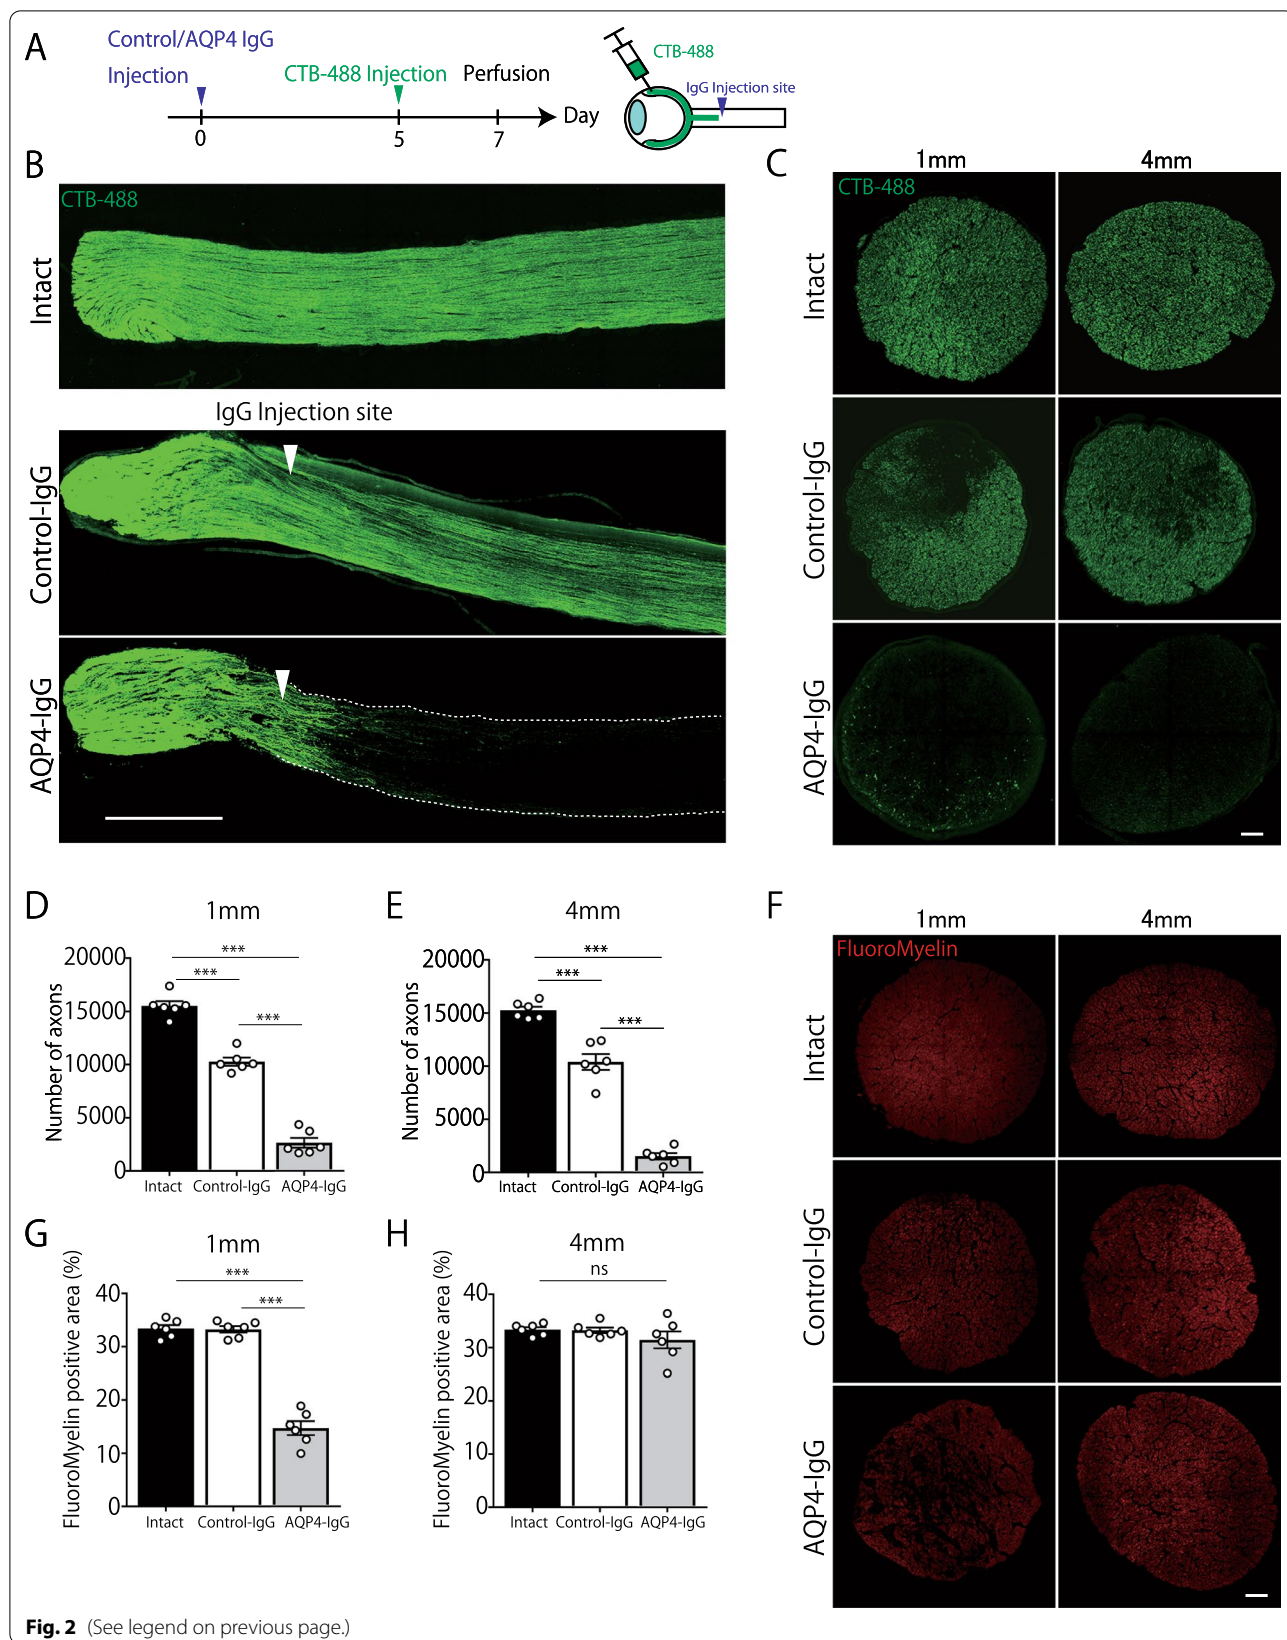 A
Control/AQP4 IgG
Injection
CTB-488 Injection
Perfusion
Day
0
5
7
CTB-488
IgG Injection site
B
CTB-488
Intact
IgG Injection site
Control-IgG
AQP4-IgG
C
1mm
4mm
CTB-488
Intact
Control-IgG
AQP4-IgG
D
1mm
Number of axons
20000
15000
10000
5000
0
***
***
***
Intact
Control-IgG
AQP4-IgG
E
4mm
Number of axons
20000
15000
10000
5000
0
***
***
***
Intact
Control-IgG
AQP4-IgG
F
1mm
4mm
FluoroMyelin
Intact
Control-IgG
AQP4-IgG
G
1mm
FluoroMyelin positive area (%)
40
30
20
10
0
***
***
Intact
Control-IgG
AQP4-IgG
H
4mm
FluoroMyelin positive area (%)
40
30
20
10
0
ns
Intact
Control-IgG
AQP4-IgG
Fig. 2 (See legend on previous page.)